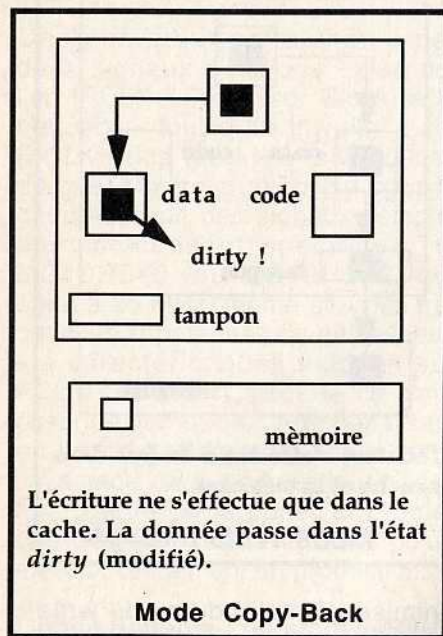 data code
dirty !
tampon
mèmoire
L'écriture ne s'effectue que dans le
cache. La donnée passe dans l'état
dirty (modifié).
Mode Copy-Back